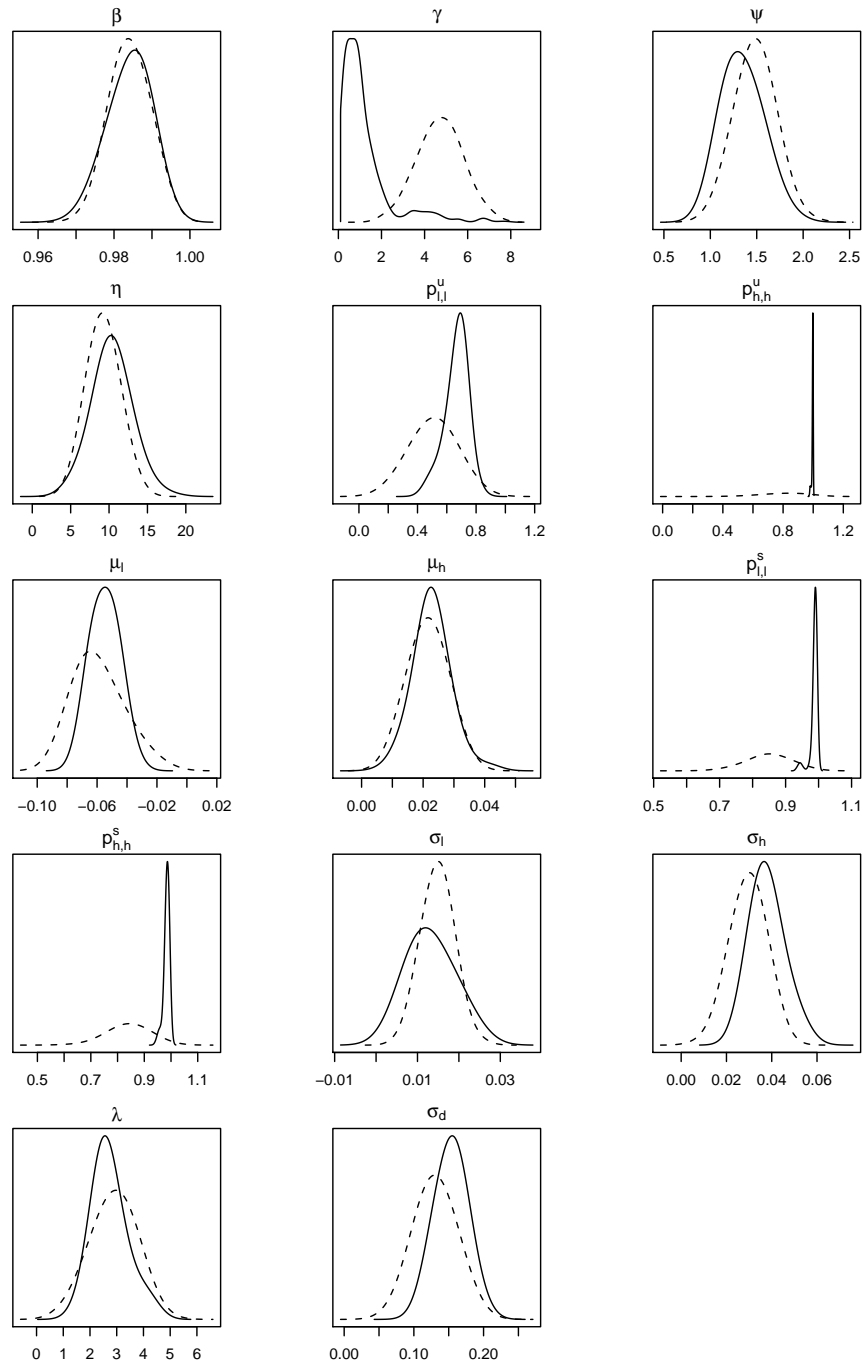 β γ ψ
0.96 0.98 1.00 0 2 4 6 8 0.5 1.0 1.5 2.0 2.5
η p^u_{l,l} p^u_{h,h}
0 5 10 15 20 0.0 0.4 0.8 1.2 0.0 0.4 0.8 1.2
μ_l μ_h p^s_{l,l}
−0.10 −0.06 −0.02 0.02 0.00 0.02 0.04 0.5 0.7 0.9 1.1
p^s_{h,h} σ_l σ_h
0.5 0.7 0.9 1.1 −0.01 0.01 0.03 0.00 0.02 0.04 0.06
λ σ_d
0 1 2 3 4 5 6 0.00 0.10 0.20